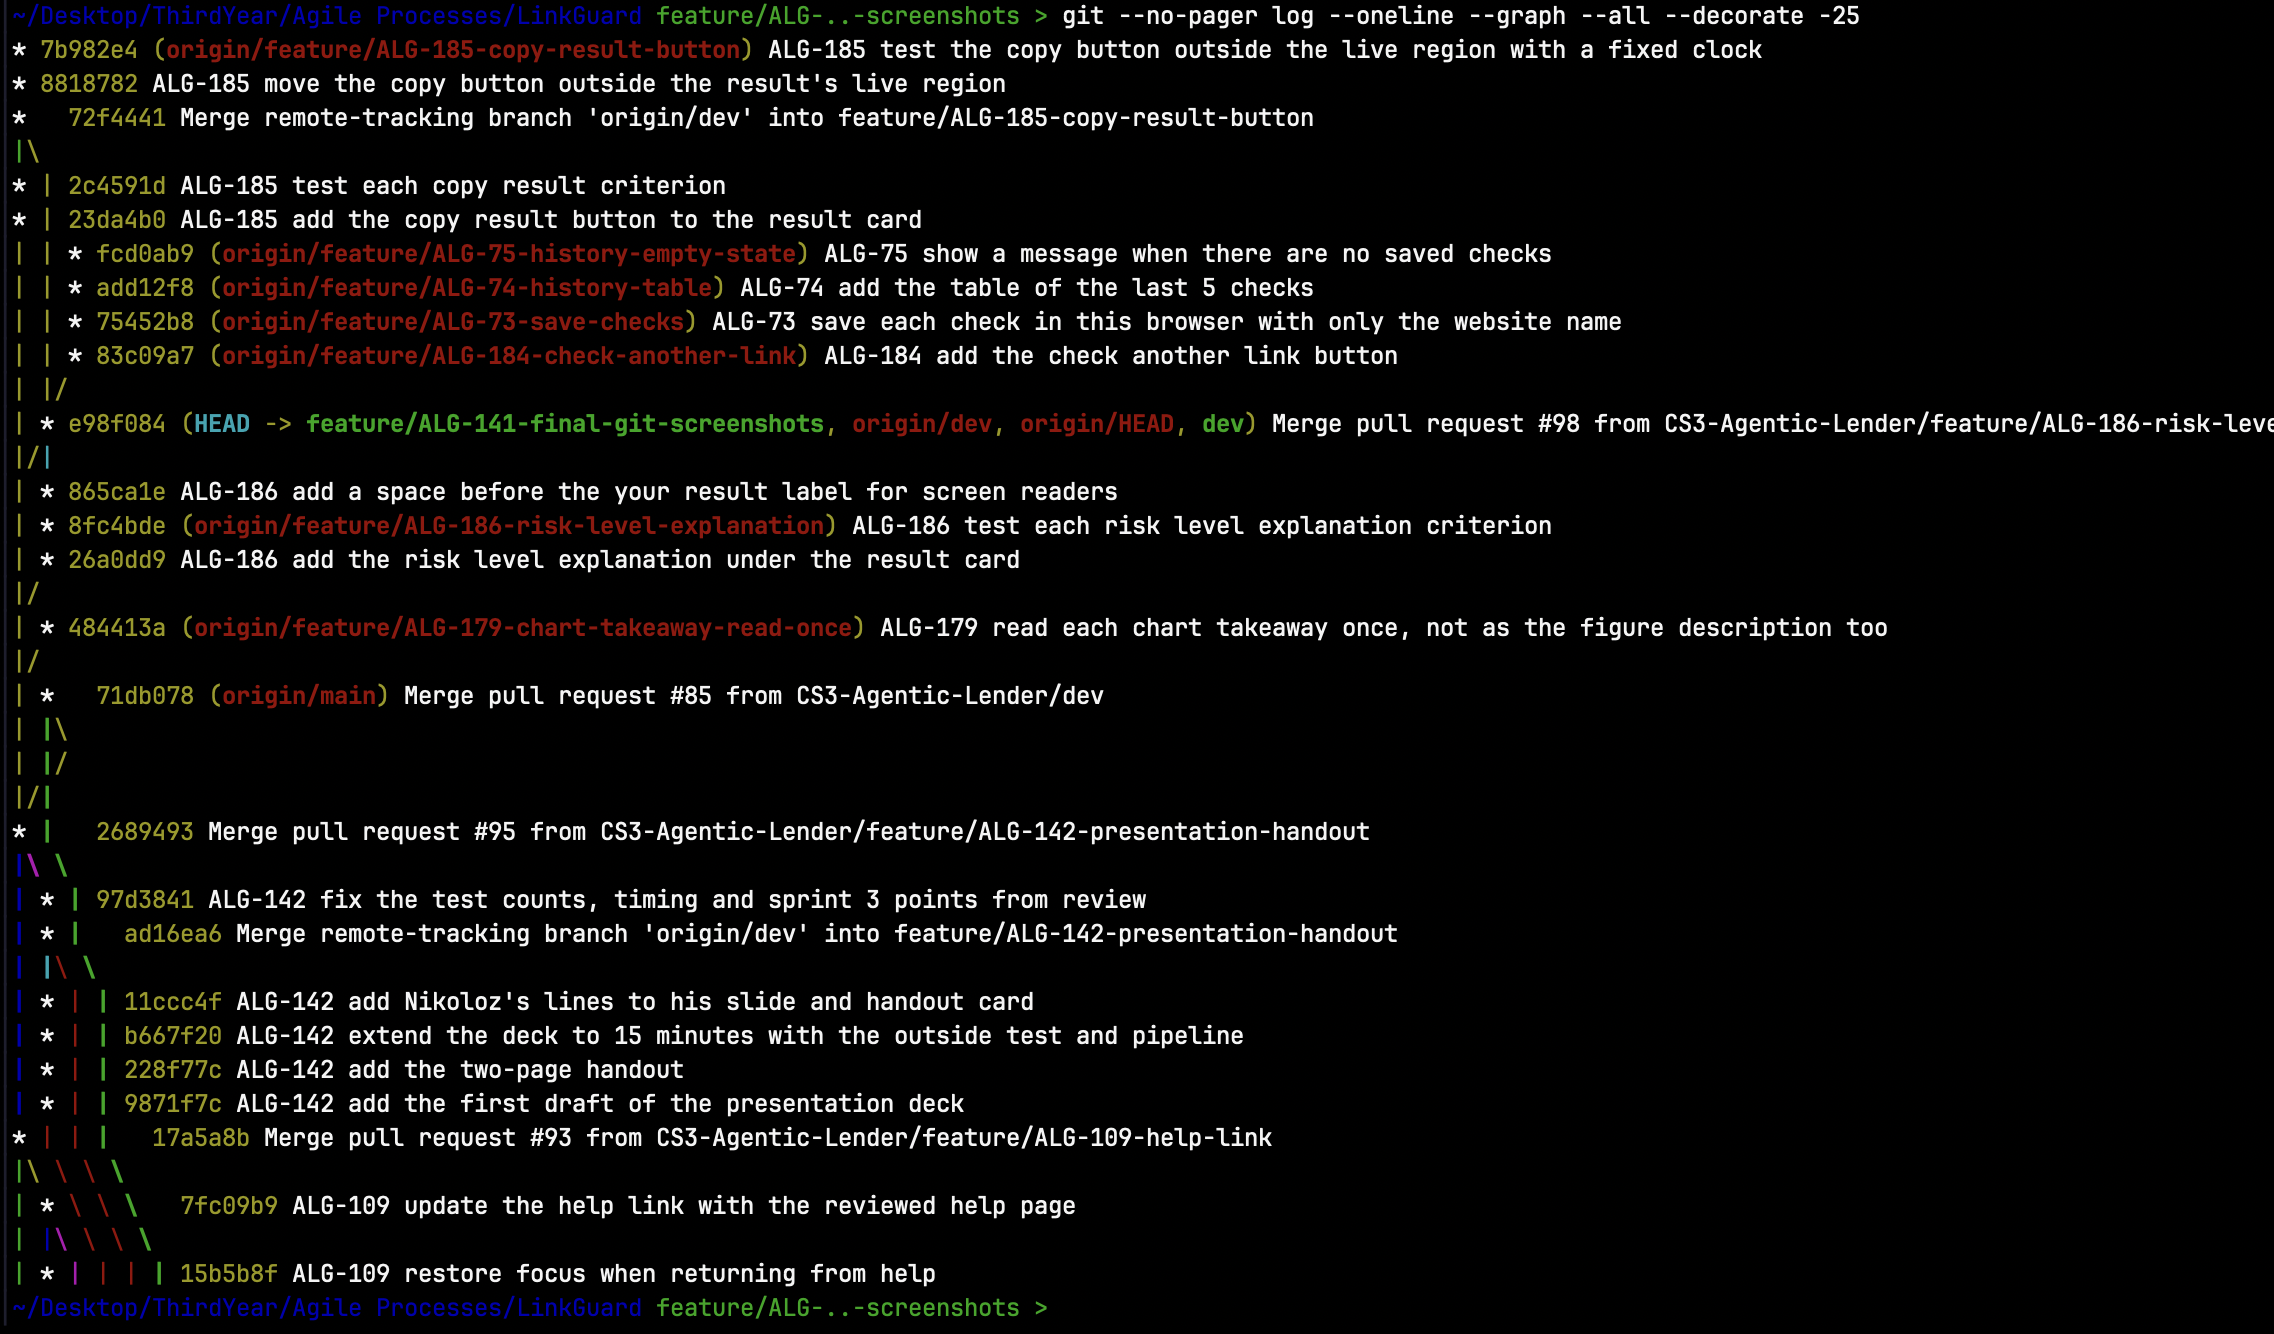 ~/Desktop/ThirdYear/Agile Processes/LinkGuard feature/ALG-..-screenshots > git --no-pager log --oneline --graph --all --decorate -25
* 7b982e4 (origin/feature/ALG-185-copy-result-button) ALG-185 test the copy button outside the live region with a fixed clock
* 8818782 ALG-185 move the copy button outside the result's live region
*   72f4441 Merge remote-tracking branch 'origin/dev' into feature/ALG-185-copy-result-button
|\
* | 2c4591d ALG-185 test each copy result criterion
* | 23da4b0 ALG-185 add the copy result button to the result card
| | * fcd0ab9 (origin/feature/ALG-75-history-empty-state) ALG-75 show a message when there are no saved checks
| | * add12f8 (origin/feature/ALG-74-history-table) ALG-74 add the table of the last 5 checks
| | * 75452b8 (origin/feature/ALG-73-save-checks) ALG-73 save each check in this browser with only the website name
| | * 83c09a7 (origin/feature/ALG-184-check-another-link) ALG-184 add the check another link button
| |/
| * e98f084 (HEAD -> feature/ALG-141-final-git-screenshots, origin/dev, origin/HEAD, dev) Merge pull request #98 from CS3-Agentic-Lender/feature/ALG-186-risk-leve
|/|
| * 865ca1e ALG-186 add a space before the your result label for screen readers
| * 8fc4bde (origin/feature/ALG-186-risk-level-explanation) ALG-186 test each risk level explanation criterion
| * 26a0dd9 ALG-186 add the risk level explanation under the result card
|/
| * 484413a (origin/feature/ALG-179-chart-takeaway-read-once) ALG-179 read each chart takeaway once, not as the figure description too
|/
| *   71db078 (origin/main) Merge pull request #85 from CS3-Agentic-Lender/dev
| |\
| |/
|/|
* |   2689493 Merge pull request #95 from CS3-Agentic-Lender/feature/ALG-142-presentation-handout
|\ \
| * | 97d3841 ALG-142 fix the test counts, timing and sprint 3 points from review
| * |   ad16ea6 Merge remote-tracking branch 'origin/dev' into feature/ALG-142-presentation-handout
| |\ \
| * | | 11ccc4f ALG-142 add Nikoloz's lines to his slide and handout card
| * | | b667f20 ALG-142 extend the deck to 15 minutes with the outside test and pipeline
| * | | 228f77c ALG-142 add the two-page handout
| * | | 9871f7c ALG-142 add the first draft of the presentation deck
* | | |   17a5a8b Merge pull request #93 from CS3-Agentic-Lender/feature/ALG-109-help-link
|\ \ \ \
| * \ \ \   7fc09b9 ALG-109 update the help link with the reviewed help page
| |\ \ \ \
| * | | | | 15b5b8f ALG-109 restore focus when returning from help
~/Desktop/ThirdYear/Agile Processes/LinkGuard feature/ALG-..-screenshots >